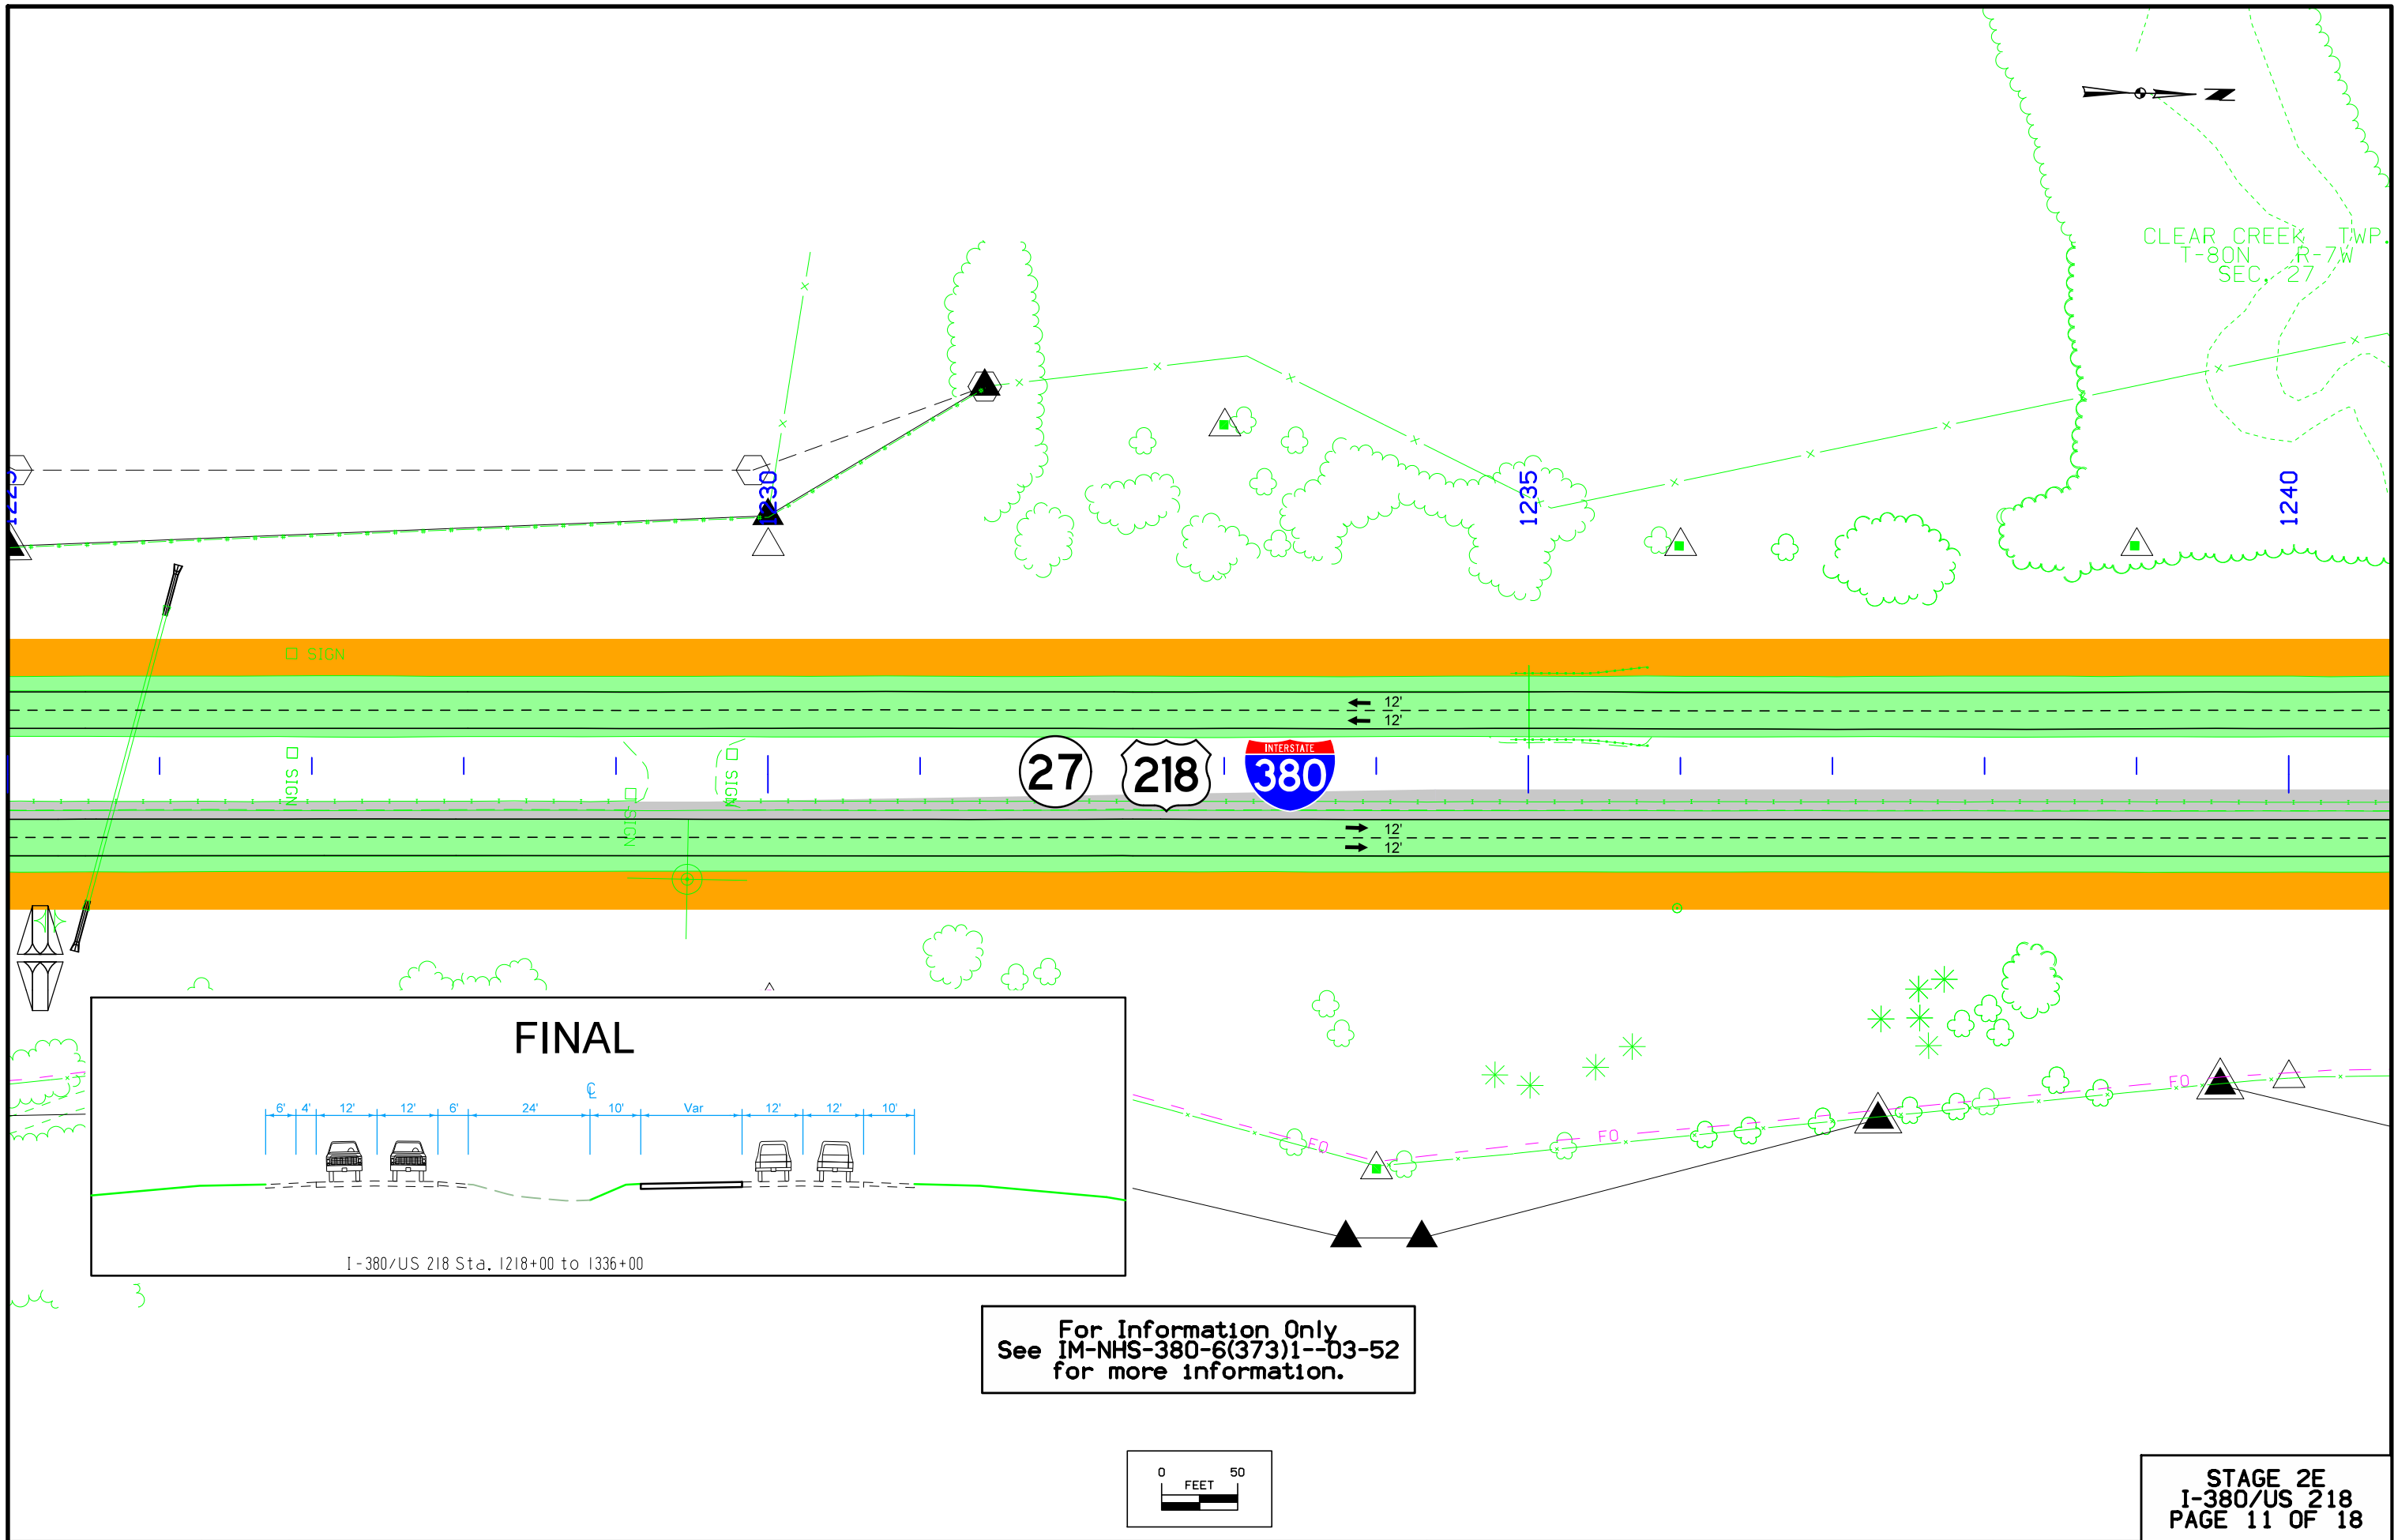 CLEAR CREEK TWP.
T-80N R-7W
SEC. 27
1230
1235
1240
SIGN
12'
12'
SIGN
SIGN
SIGN
27
218
INTERSTATE
380
12'
12'
FINAL
6' 4' 12' 12' 6' 24' 10' Var 12' 12' 10'
I-380/US 218 Sta. 1218+00 to 1336+00
FO
FO
FO
For Information Only
See IM-NHS-380-6(373)1--03-52
for more information.
0 50
FEET
STAGE 2E
I-380/US 218
PAGE 11 OF 18